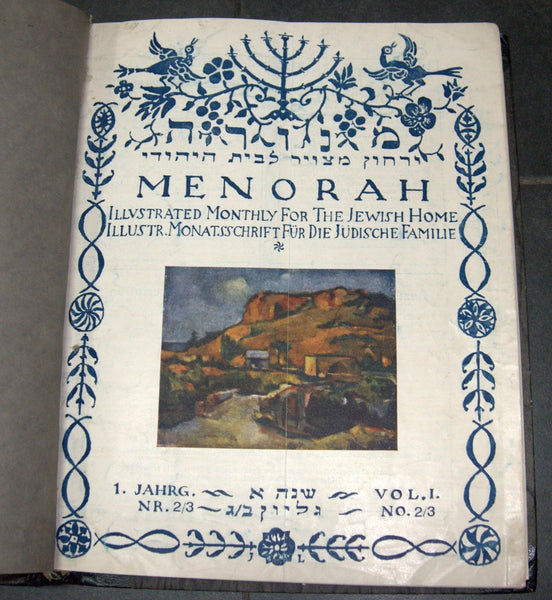 מנורה
ירחון מצויר לבית היהודי
MENORAH
ILLVSTRATED MONTHLY FOR THE JEWISH HOME
ILLUSTR. MONATSSCHRIFT FÜR DIE JÜDISCHE FAMILIE
1. JAHRG. שנה א VOL. I.
NR. 2/3 גליון ב/ג NO. 2/3
J L